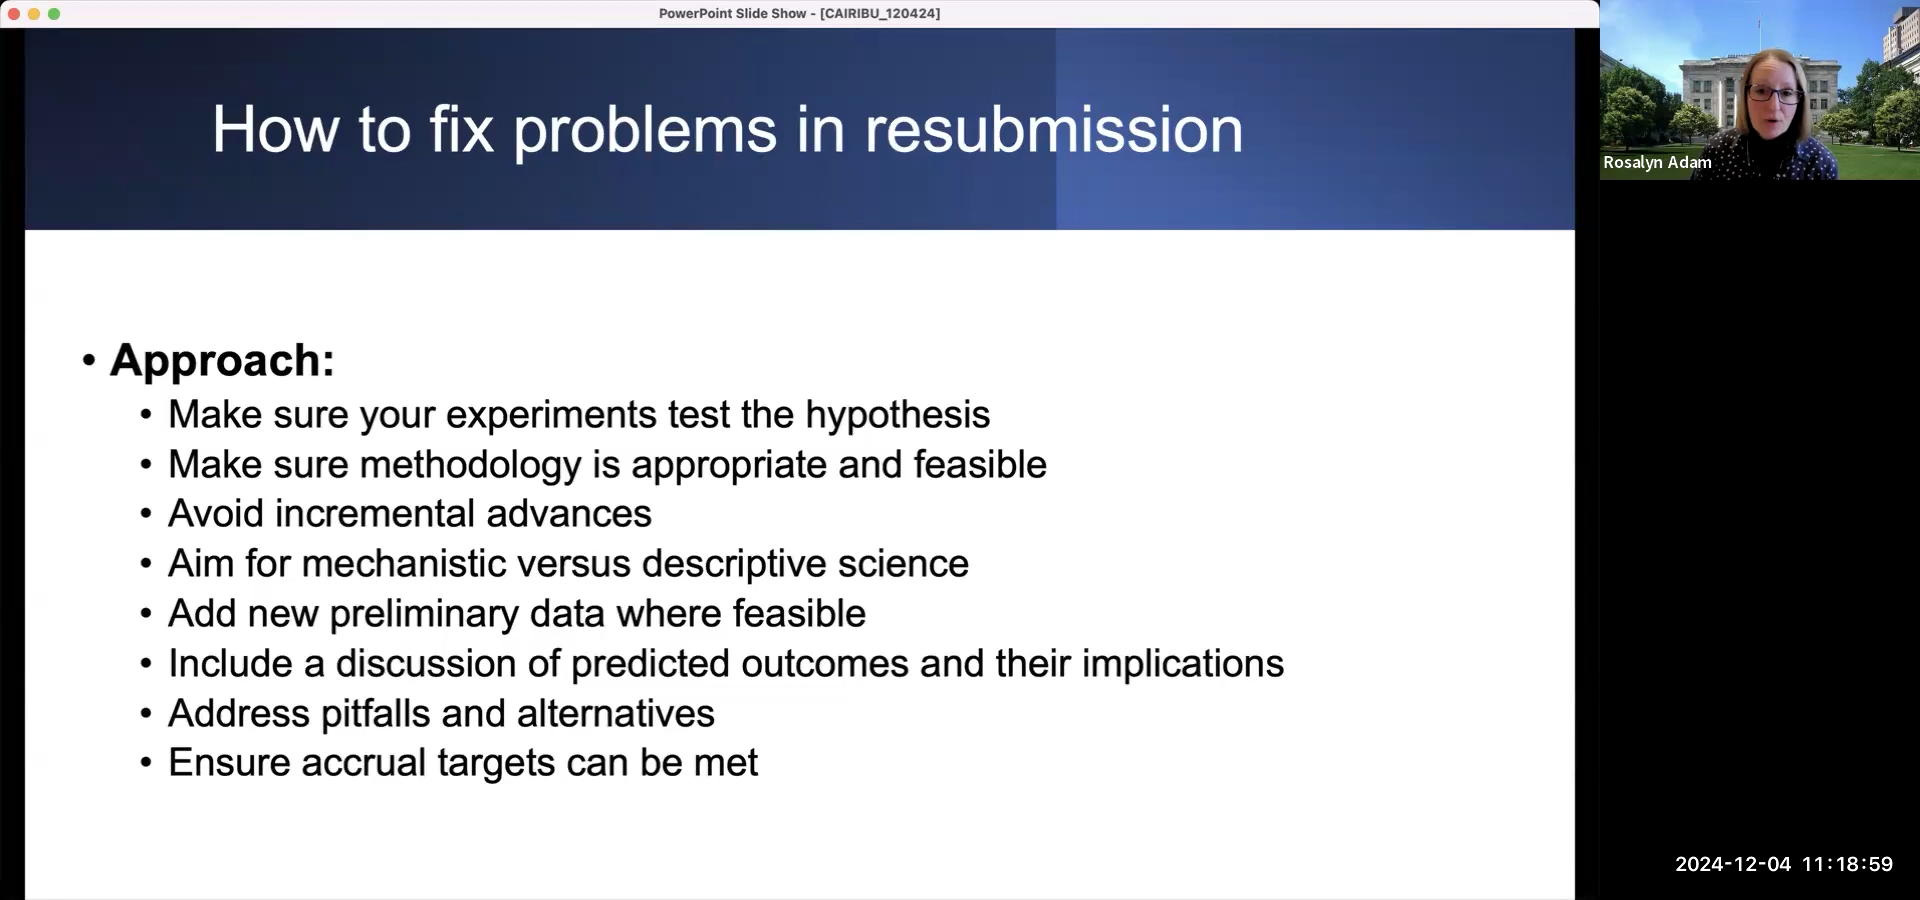 PowerPoint Slide Show - [CAIRIBU_120424]
How to fix problems in resubmission
Rosalyn Adam
• Approach:
• Make sure your experiments test the hypothesis
• Make sure methodology is appropriate and feasible
• Avoid incremental advances
• Aim for mechanistic versus descriptive science
• Add new preliminary data where feasible
• Include a discussion of predicted outcomes and their implications
• Address pitfalls and alternatives
• Ensure accrual targets can be met
2024-12-04 11:18:59